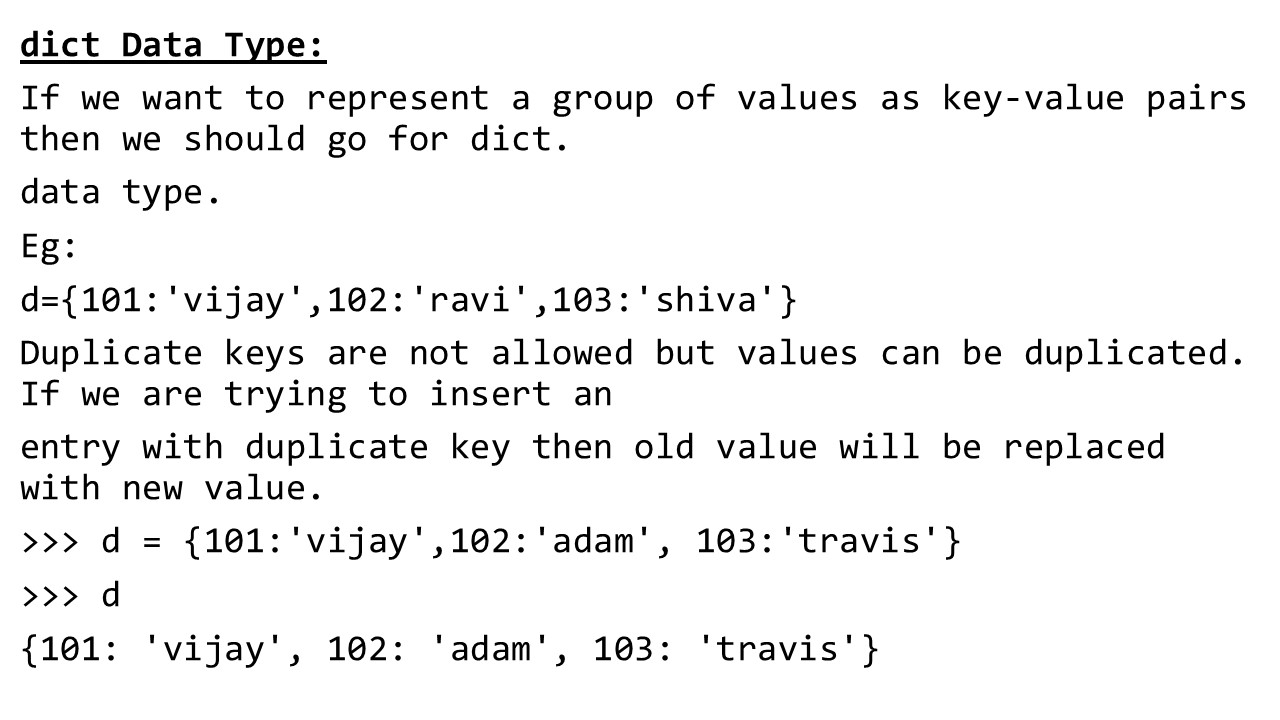 dict Data Type:
If we want to represent a group of values as key-value pairs
then we should go for dict.
data type.
Eg:
d={101:'vijay',102:'ravi',103:'shiva'}
Duplicate keys are not allowed but values can be duplicated.
If we are trying to insert an
entry with duplicate key then old value will be replaced
with new value.
>>> d = {101:'vijay',102:'adam', 103:'travis'}
>>> d
{101: 'vijay', 102: 'adam', 103: 'travis'}